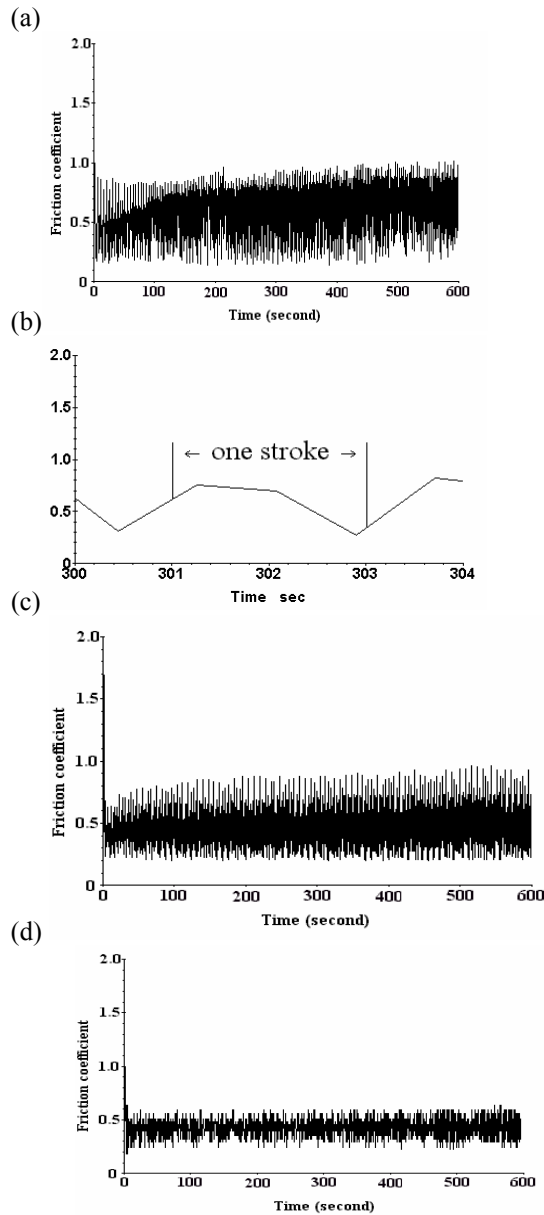 (a)
2.0
1.5
1.0
0.5
0
Friction coefficient
0 100 200 300 400 500 600
Time (second)
(b)
2.0
1.5
1.0
0.5
0
← one stroke →
300 301 302 303 304
Time sec
(c)
2.0
1.5
1.0
0.5
0
Friction coefficient
0 100 200 300 400 500 600
Time (second)
(d)
2.0
1.5
1.0
0.5
0
Friction coefficient
0 100 200 300 400 500 600
Time (second)